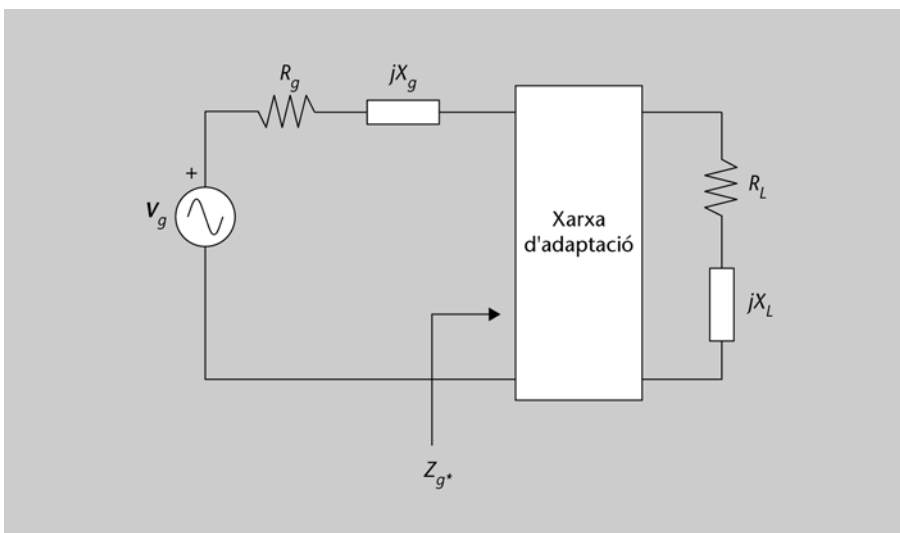 R_g
jX_g
+
V_g
Xarxa
d'adaptació
R_L
jX_L
Z_g*